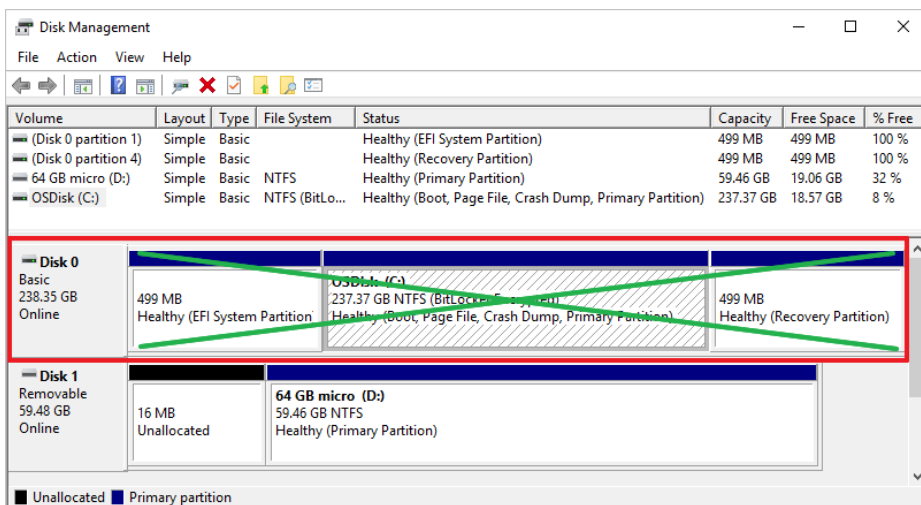 Disk Management
File Action View Help
Volume Layout Type File System Status Capacity Free Space % Free
(Disk 0 partition 1) Simple Basic Healthy (EFI System Partition) 499 MB 499 MB 100 %
(Disk 0 partition 4) Simple Basic Healthy (Recovery Partition) 499 MB 499 MB 100 %
64 GB micro (D:) Simple Basic NTFS Healthy (Primary Partition) 59.46 GB 19.06 GB 32 %
OSDisk (C:) Simple Basic NTFS (BitLo... Healthy (Boot, Page File, Crash Dump, Primary Partition) 237.37 GB 18.57 GB 8 %
Disk 0
Basic
238.35 GB
Online
499 MB
Healthy (EFI System Partition
OSDisk (C:)
237.37 GB NTFS (BitLocker Encrypted)
Healthy (Boot, Page File, Crash Dump, Primary Partition)
499 MB
Healthy (Recovery Partition)
Disk 1
Removable
59.48 GB
Online
16 MB
Unallocated
64 GB micro (D:)
59.46 GB NTFS
Healthy (Primary Partition)
Unallocated Primary partition